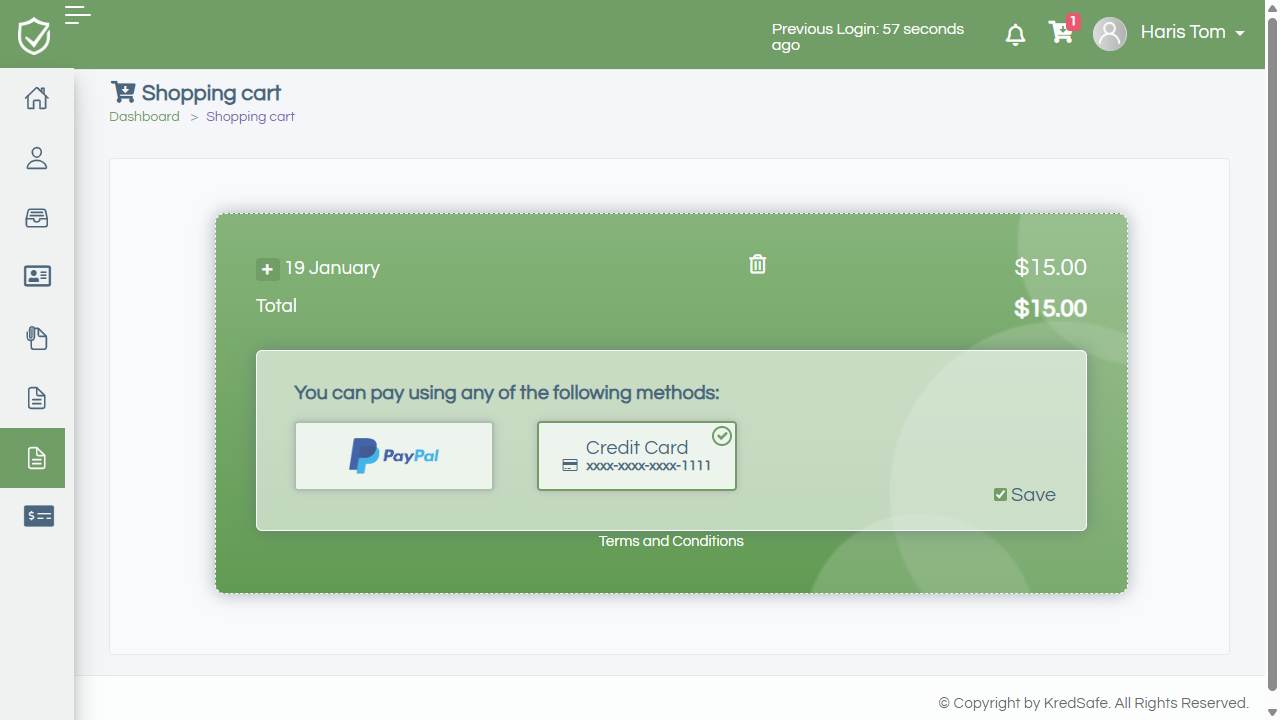 Previous Login: 57 seconds
ago
1
Haris Tom
Shopping cart
Dashboard > Shopping cart
19 January $15.00
Total $15.00
You can pay using any of the following methods:
PayPal
Credit Card
xxxx-xxxx-xxxx-1111
Save
Terms and Conditions
© Copyright by KredSafe. All Rights Reserved.